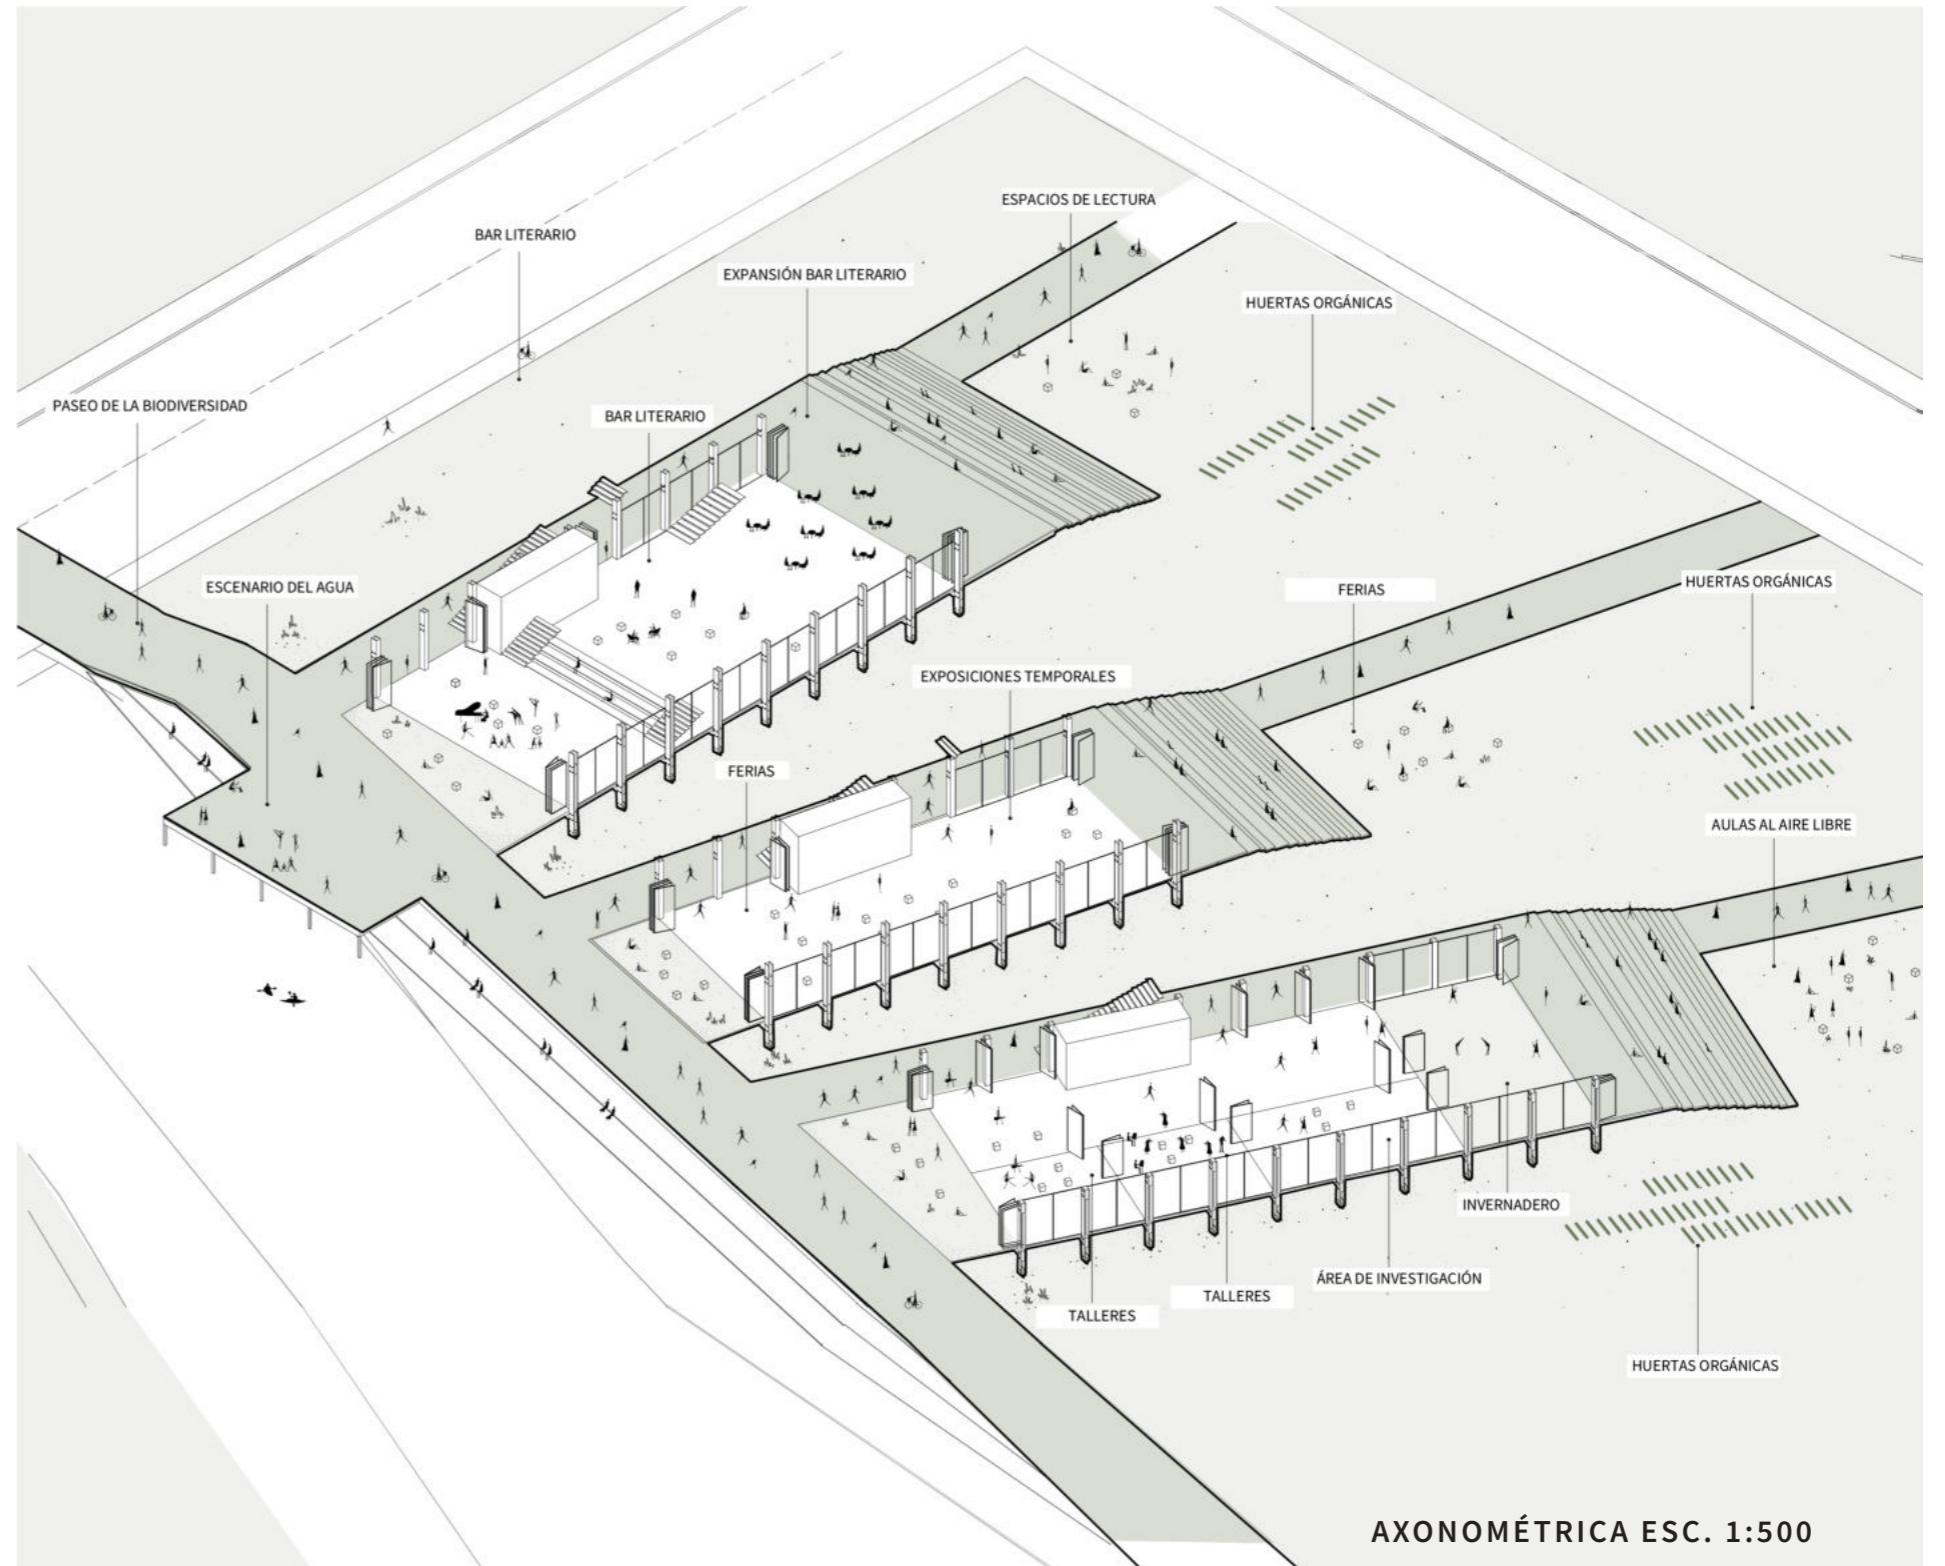 ESPACIOS DE LECTURA
BAR LITERARIO
EXPANSIÓN BAR LITERARIO
HUERTAS ORGÁNICAS
PASEO DE LA BIODIVERSIDAD
BAR LITERARIO
HUERTAS ORGÁNICAS
ESCENARIO DEL AGUA
FERIAS
EXPOSICIONES TEMPORALES
FERIAS
AULAS AL AIRE LIBRE
INVERNADERO
ÁREA DE INVESTIGACIÓN
TALLERES
TALLERES
HUERTAS ORGÁNICAS
AXONOMÉTRICA ESC. 1:500